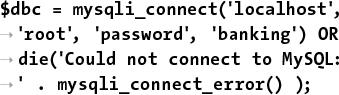 $dbc = mysqli_connect('localhost',
→ 'root', 'password', 'banking') OR
→ die('Could not connect to MySQL:
→ ' . mysqli_connect_error() );